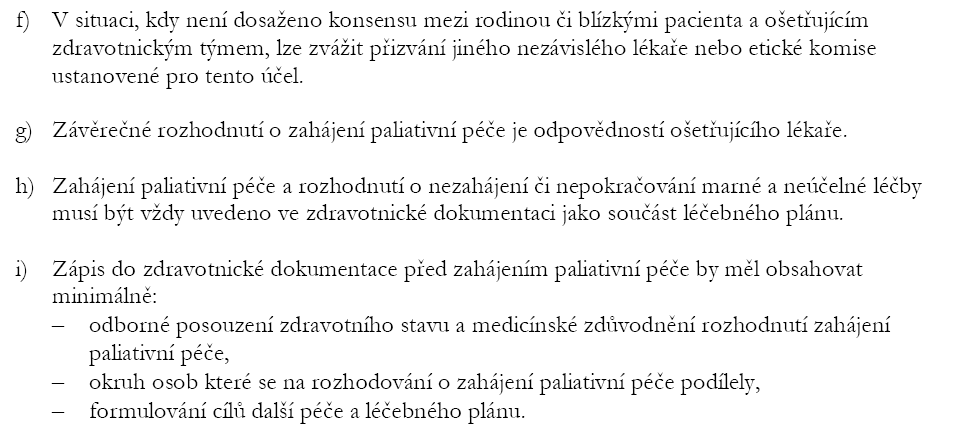 f) V situaci, kdy není dosaženo konsensu mezi rodinou či blízkými pacienta a ošetřujícím
zdravotnickým týmem, lze zvážit přizvání jiného nezávislého lékaře nebo etické komise
ustanovené pro tento účel.
g) Závěrečné rozhodnutí o zahájení paliativní péče je odpovědností ošetřujícího lékaře.
h) Zahájení paliativní péče a rozhodnutí o nezahájení či nepokračování marné a neúčelné léčby
musí být vždy uvedeno ve zdravotnické dokumentaci jako součást léčebného plánu.
i) Zápis do zdravotnické dokumentace před zahájením paliativní péče by měl obsahovat
minimálně:
– odborné posouzení zdravotního stavu a medicínské zdůvodnění rozhodnutí zahájení
paliativní péče,
– okruh osob které se na rozhodování o zahájení paliativní péče podílely,
– formulování cílů další péče a léčebného plánu.